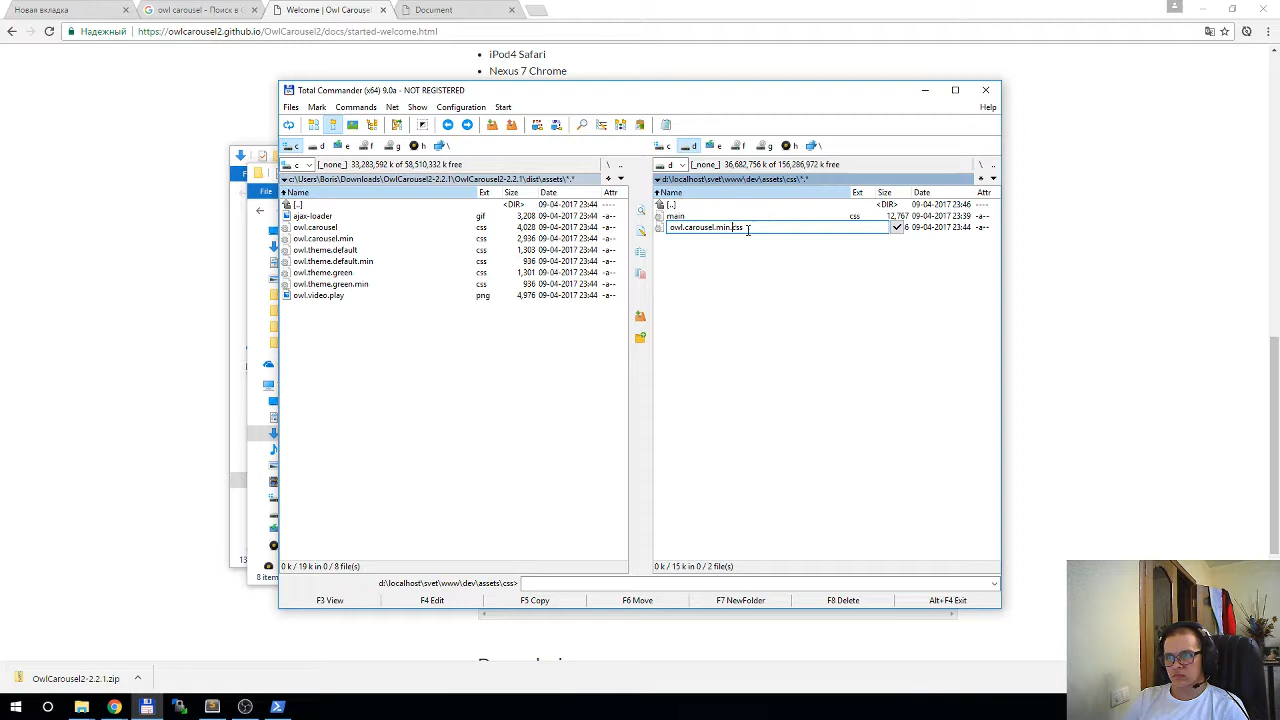 Новая вкладка
owl carousel - Поиск в G
Welcome | Owl Carousel
Document
Надежный
https://owlcarousel2.github.io/OwlCarousel2/docs/started-welcome.html
iPod4 Safari
Nexus 7 Chrome
Total Commander (x64) 9.0a - NOT REGISTERED
Files Mark Commands Net Show Configuration Start Help
c d e f g h \
c d e f g h \
c [_none_] 33,283,592 k of 58,510,332 k free \ ..
d [_none_] 36,682,756 k of 156,286,972 k free \ ..
c:\Users\Boris\Downloads\OwlCarousel2-2.2.1\OwlCarousel2-2.2.1\dist\assets\*.*
d:\localhost\svet\www\dev\assets\css\*.*
Name Ext Size Date Attr
[..] <DIR> 09-04-2017 23:44 ----
ajax-loader gif 3,208 09-04-2017 23:44 -a--
owl.carousel css 4,028 09-04-2017 23:44 -a--
owl.carousel.min css 2,936 09-04-2017 23:44 -a--
owl.theme.default css 1,303 09-04-2017 23:44 -a--
owl.theme.default.min css 936 09-04-2017 23:44 -a--
owl.theme.green css 1,301 09-04-2017 23:44 -a--
owl.theme.green.min css 936 09-04-2017 23:44 -a--
owl.video.play png 4,976 09-04-2017 23:44 -a--
Name Ext Size Date Attr
[..] <DIR> 09-04-2017 23:46 ----
main css 12,767 09-04-2017 23:39 -a--
owl.carousel.min.css 6 09-04-2017 23:44 -a--
0 k / 19 k in 0 / 8 file(s)
0 k / 15 k in 0 / 2 file(s)
d:\localhost\svet\www\dev\assets\css>
F3 View F4 Edit F5 Copy F6 Move F7 NewFolder F8 Delete Alt+F4 Exit
File
13
8 item
OwlCarousel2-2.2.1.zip